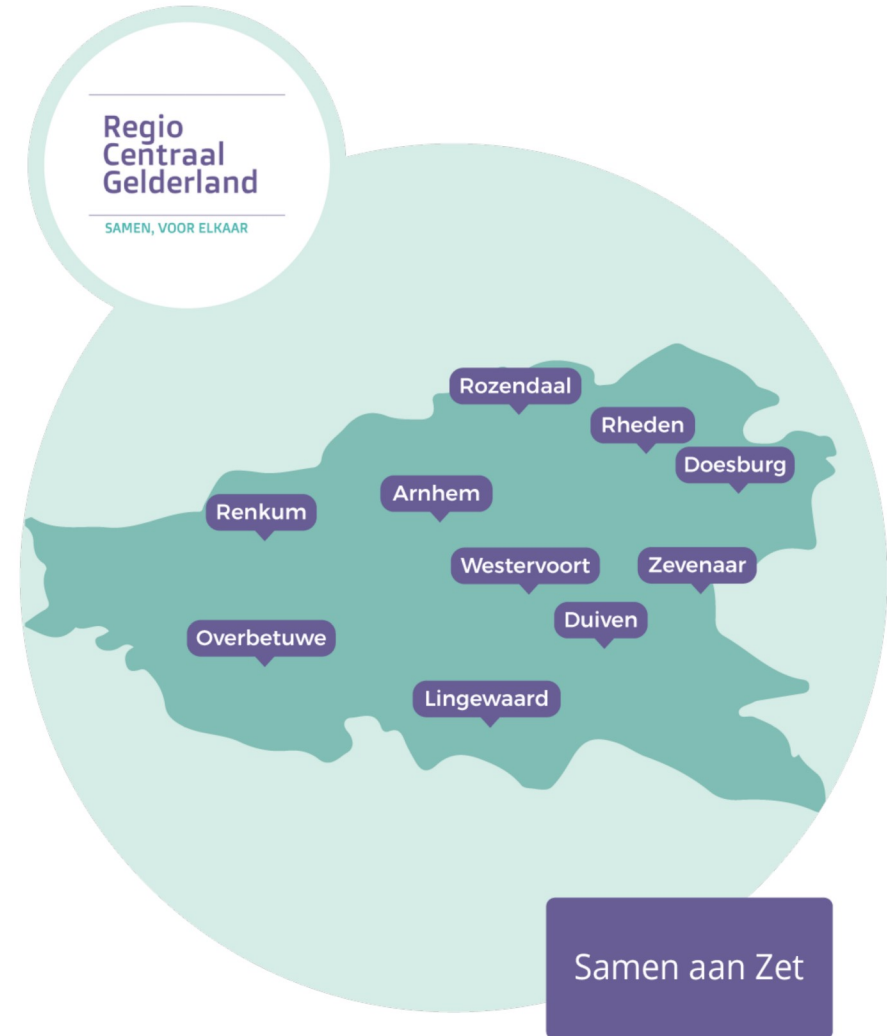 Regio
Centraal
Gelderland
SAMEN, VOOR ELKAAR
Rozendaal
Rheden
Doesburg
Arnhem
Renkum
Westervoort
Zevenaar
Duiven
Overbetuwe
Lingewaard
Samen aan Zet